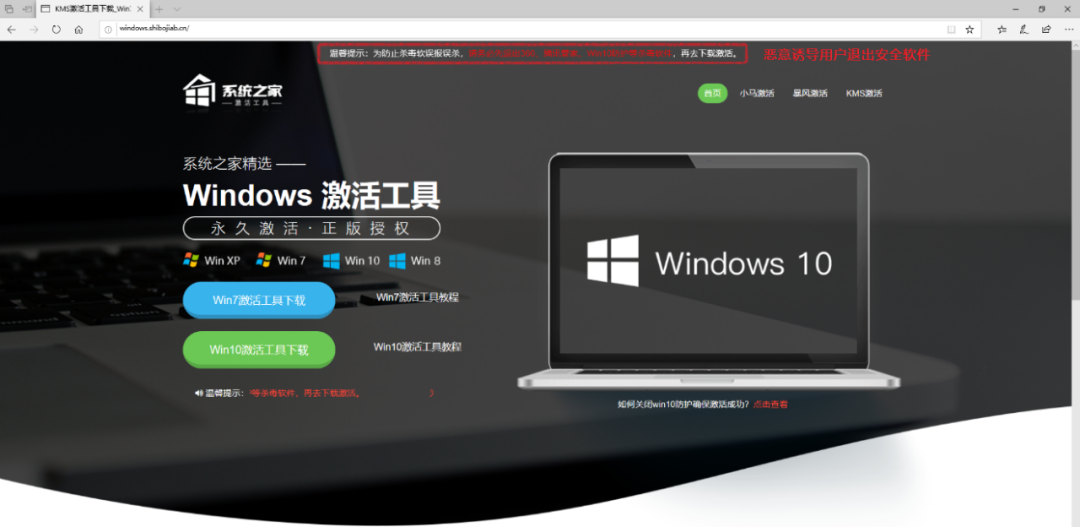 KMS激活工具下载_Win
windows.shibojiab.cn/
温馨提示：为防止杀毒软误报误杀，
等杀毒软件，再去下载激活。
恶意诱导用户退出安全软件
系统之家
激活工具
首页 小马激活 暴风激活 KMS激活
系统之家精选 ——
Windows 激活工具
永久激活·正版授权
Win XP Win 7 Win 10 Win 8
Win7激活工具下载 Win7激活工具教程
Win10激活工具下载 Win10激活工具教程
温馨提示： 等杀毒软件，再去下载激活。
Windows 10
如何关闭win10防护确保激活成功？点击查看